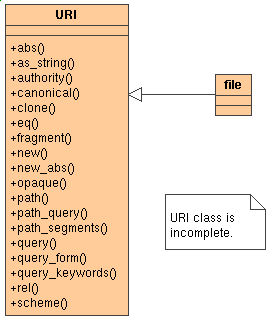 URI
+abs()
+as_string()
+authority()
+canonical()
+clone()
+eq()
+fragment()
+new()
+new_abs()
+opaque()
+path()
+path_query()
+path_segments()
+query()
+query_form()
+query_keywords()
+rel()
+scheme()
file
URI class is
incomplete.